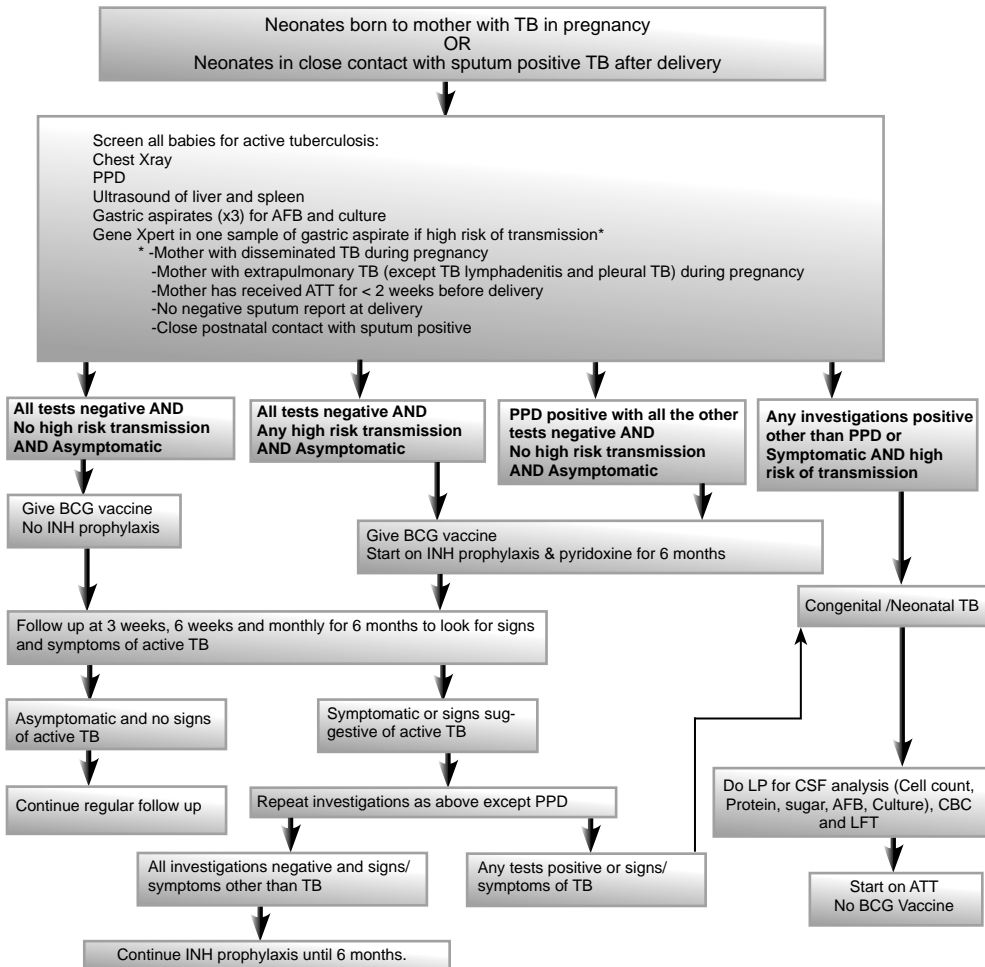 Neonates born to mother with TB in pregnancy
OR
Neonates in close contact with sputum positive TB after delivery
Screen all babies for active tuberculosis:
Chest Xray
PPD
Ultrasound of liver and spleen
Gastric aspirates (x3) for AFB and culture
Gene Xpert in one sample of gastric aspirate if high risk of transmission*
* -Mother with disseminated TB during pregnancy
-Mother with extrapulmonary TB (except TB lymphadenitis and pleural TB) during pregnancy
-Mother has received ATT for < 2 weeks before delivery
-No negative sputum report at delivery
-Close postnatal contact with sputum positive
All tests negative AND
No high risk transmission
AND Asymptomatic
All tests negative AND
Any high risk transmission
AND Asymptomatic
PPD positive with all the other
tests negative AND
No high risk transmission
AND Asymptomatic
Any investigations positive
other than PPD or
Symptomatic AND high
risk of transmission
Give BCG vaccine
No INH prophylaxis
Give BCG vaccine
Start on INH prophylaxis & pyridoxine for 6 months
Congenital /Neonatal TB
Follow up at 3 weeks, 6 weeks and monthly for 6 months to look for signs
and symptoms of active TB
Asymptomatic and no signs
of active TB
Symptomatic or signs sug-
gestive of active TB
Continue regular follow up
Repeat investigations as above except PPD
Do LP for CSF analysis (Cell count,
Protein, sugar, AFB, Culture), CBC
and LFT
All investigations negative and signs/
symptoms other than TB
Any tests positive or signs/
symptoms of TB
Start on ATT
No BCG Vaccine
Continue INH prophylaxis until 6 months.